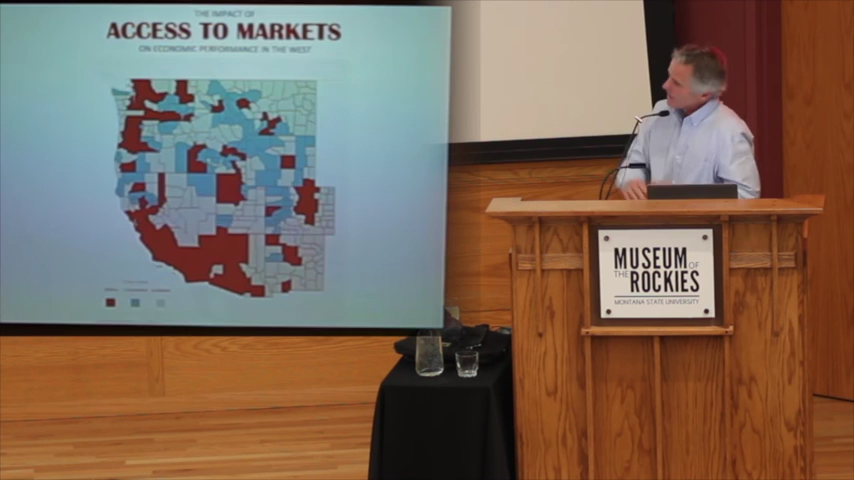 THE IMPACT OF
ACCESS TO MARKETS
ON ECONOMIC PERFORMANCE IN THE WEST
MUSEUM OF
THE ROCKIES
MONTANA STATE UNIVERSITY